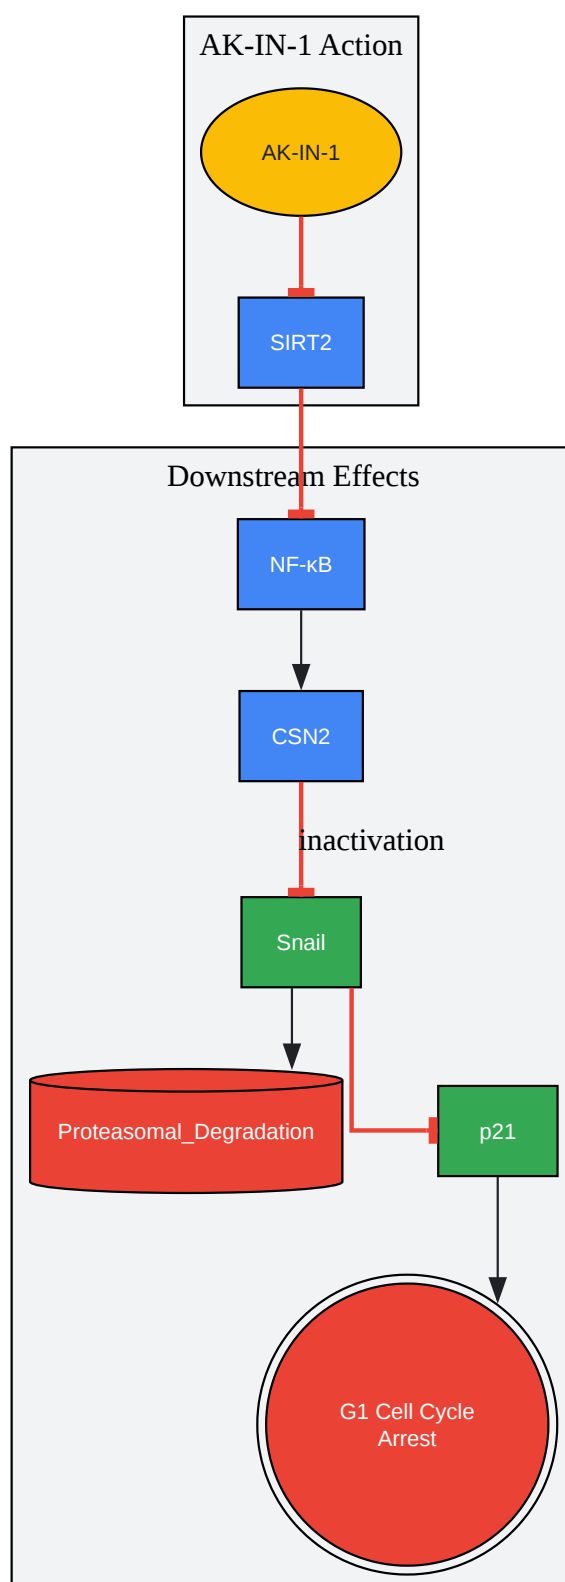 AK-IN-1 Action
AK-IN-1
SIRT2
Downstream Effects
NF-κB
CSN2
inactivation
Snail
Proteasomal_Degradation
p21
G1 Cell Cycle
Arrest